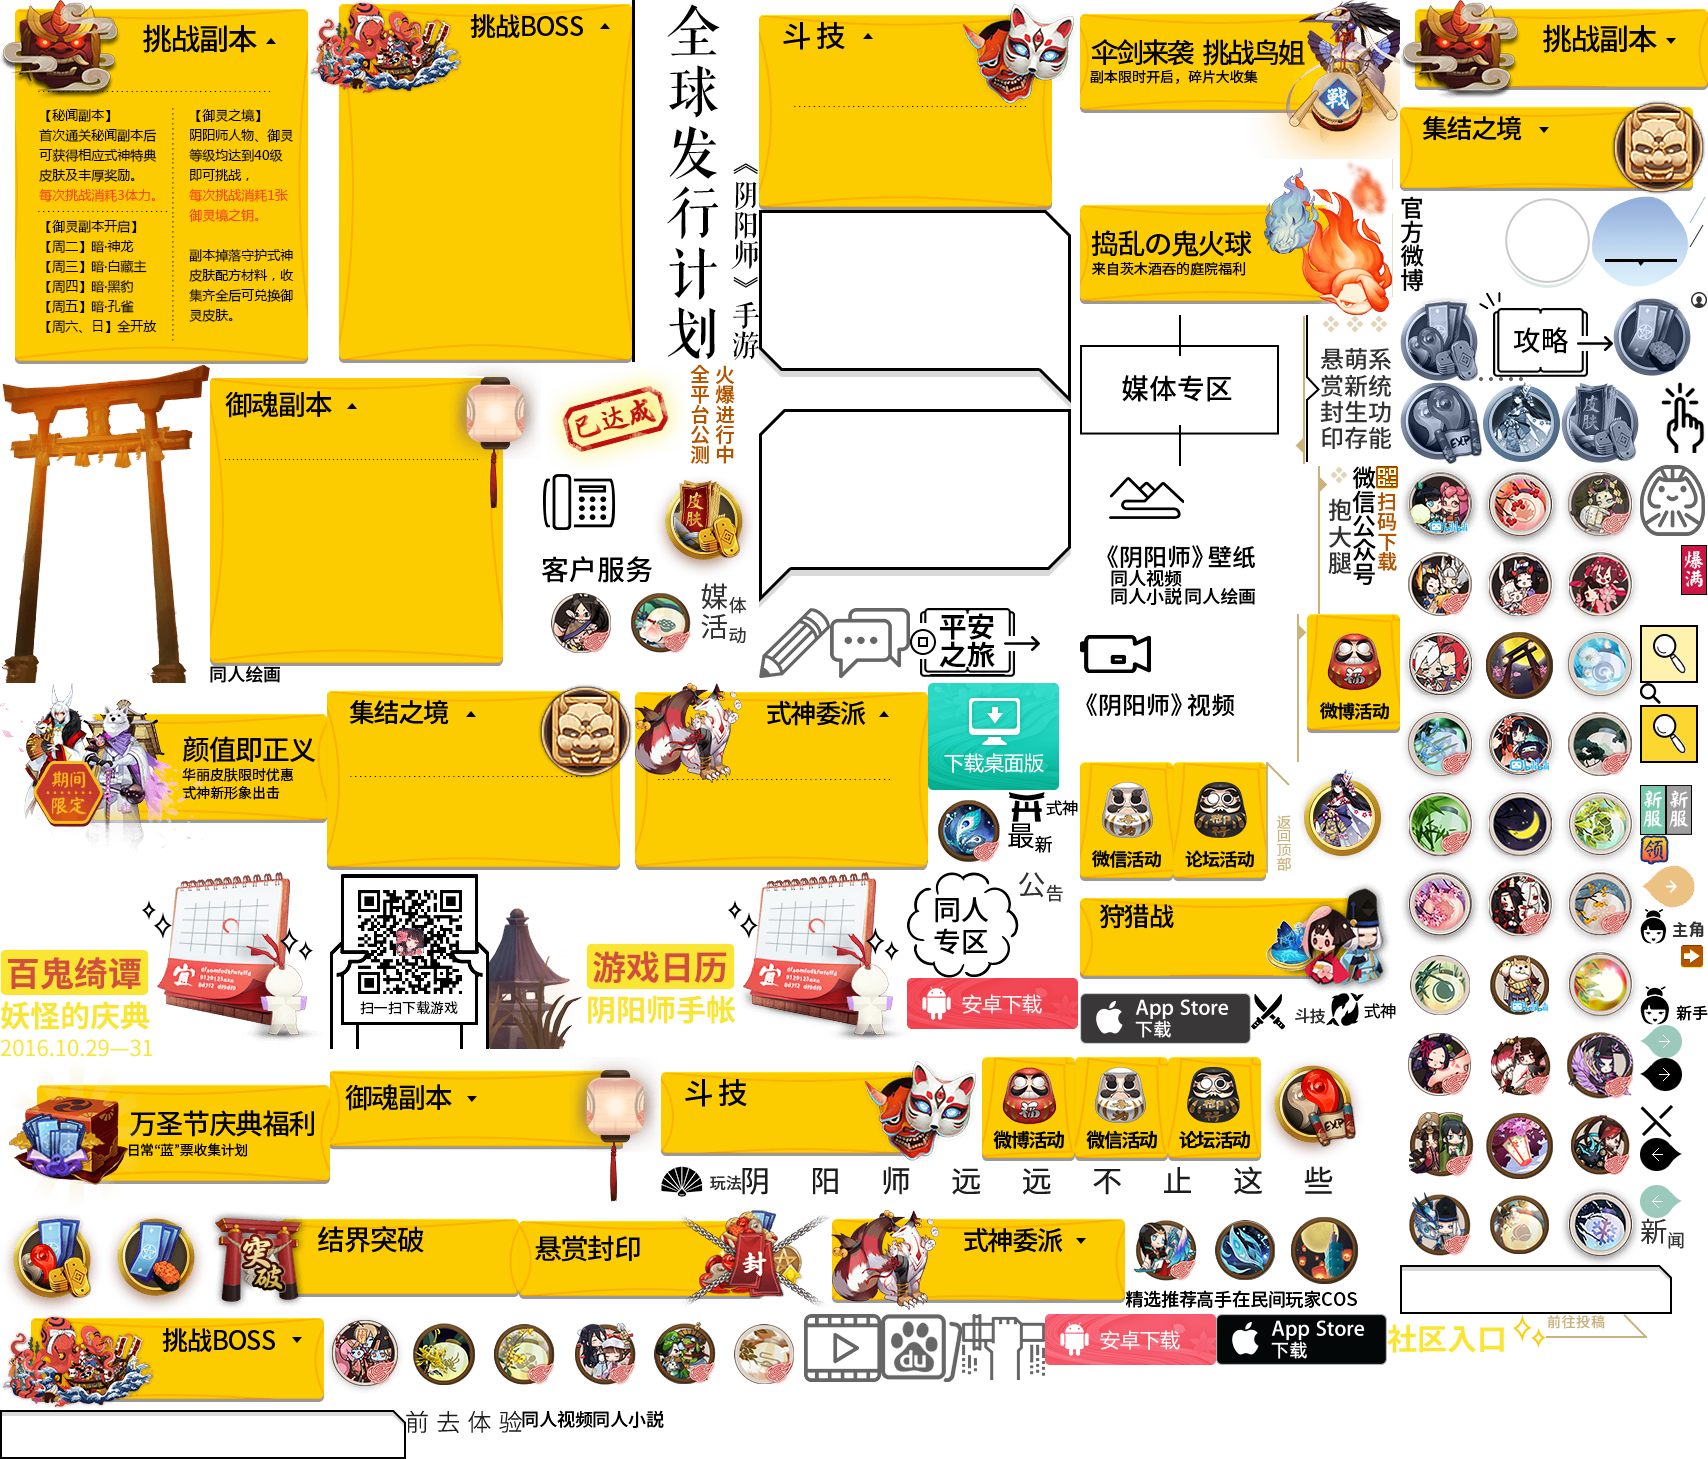 挑战副本
【秘闻副本】
首次通关秘闻副本后
可获得相应式神特典
皮肤及丰厚奖励。
每次挑战消耗3体力。
【御灵副本开启】
【周二】暗·神龙
【周三】暗·白藏主
【周四】暗·黑豹
【周五】暗·孔雀
【周六、日】全开放
【御灵之境】
阴阳师人物、御灵
等级均达到40级
即可挑战，
每次挑战消耗1张
御灵境之钥。
副本掉落守护式神
皮肤配方材料，收
集齐全后可兑换御
灵皮肤。
挑战BOSS
全球发行计划
《阴阳师》手游
斗技
伞剑来袭 挑战鸟姐
副本限时开启，碎片大收集
戰
挑战副本
集结之境
捣乱の鬼火球
来自茨木酒吞的庭院福利
官方微博
攻略
媒体专区
悬赏封印
萌新生存
系统功能
御魂副本
已达成
火爆进行中
全平台公测
皮肤
皮肤
EXP
客户服务
媒体
活动
《阴阳师》壁纸
同人视频
同人小説同人绘画
抱大腿
微信公众号
扫码下载
爆满
平安
之旅
《阴阳师》视频
微博活动
同人绘画
期间
限定
颜值即正义
华丽皮肤限时优惠
式神新形象出击
集结之境
式神委派
下载桌面版
式神
最新
微信活动
论坛活动
返回顶部
新服
新服
领
百鬼绮谭
妖怪的庆典
2016.10.29—31
宜
扫一扫下载游戏
游戏日历
阴阳师手帐
宜
公告
同人
专区
安卓下载
狩猎战
App Store
下载
斗技
式神
主角
新手
万圣节庆典福利
日常“蓝”票收集计划
御魂副本
斗技
微博活动
微信活动
论坛活动
EXP
玩法
阴阳师远远不止这些
突破
结界突破
悬赏封印
封
式神委派
精选推荐高手在民间玩家COS
新闻
挑战BOSS
du
安卓下载
App Store
下载
社区入口
前往投稿
前去体验
同人视频同人小説